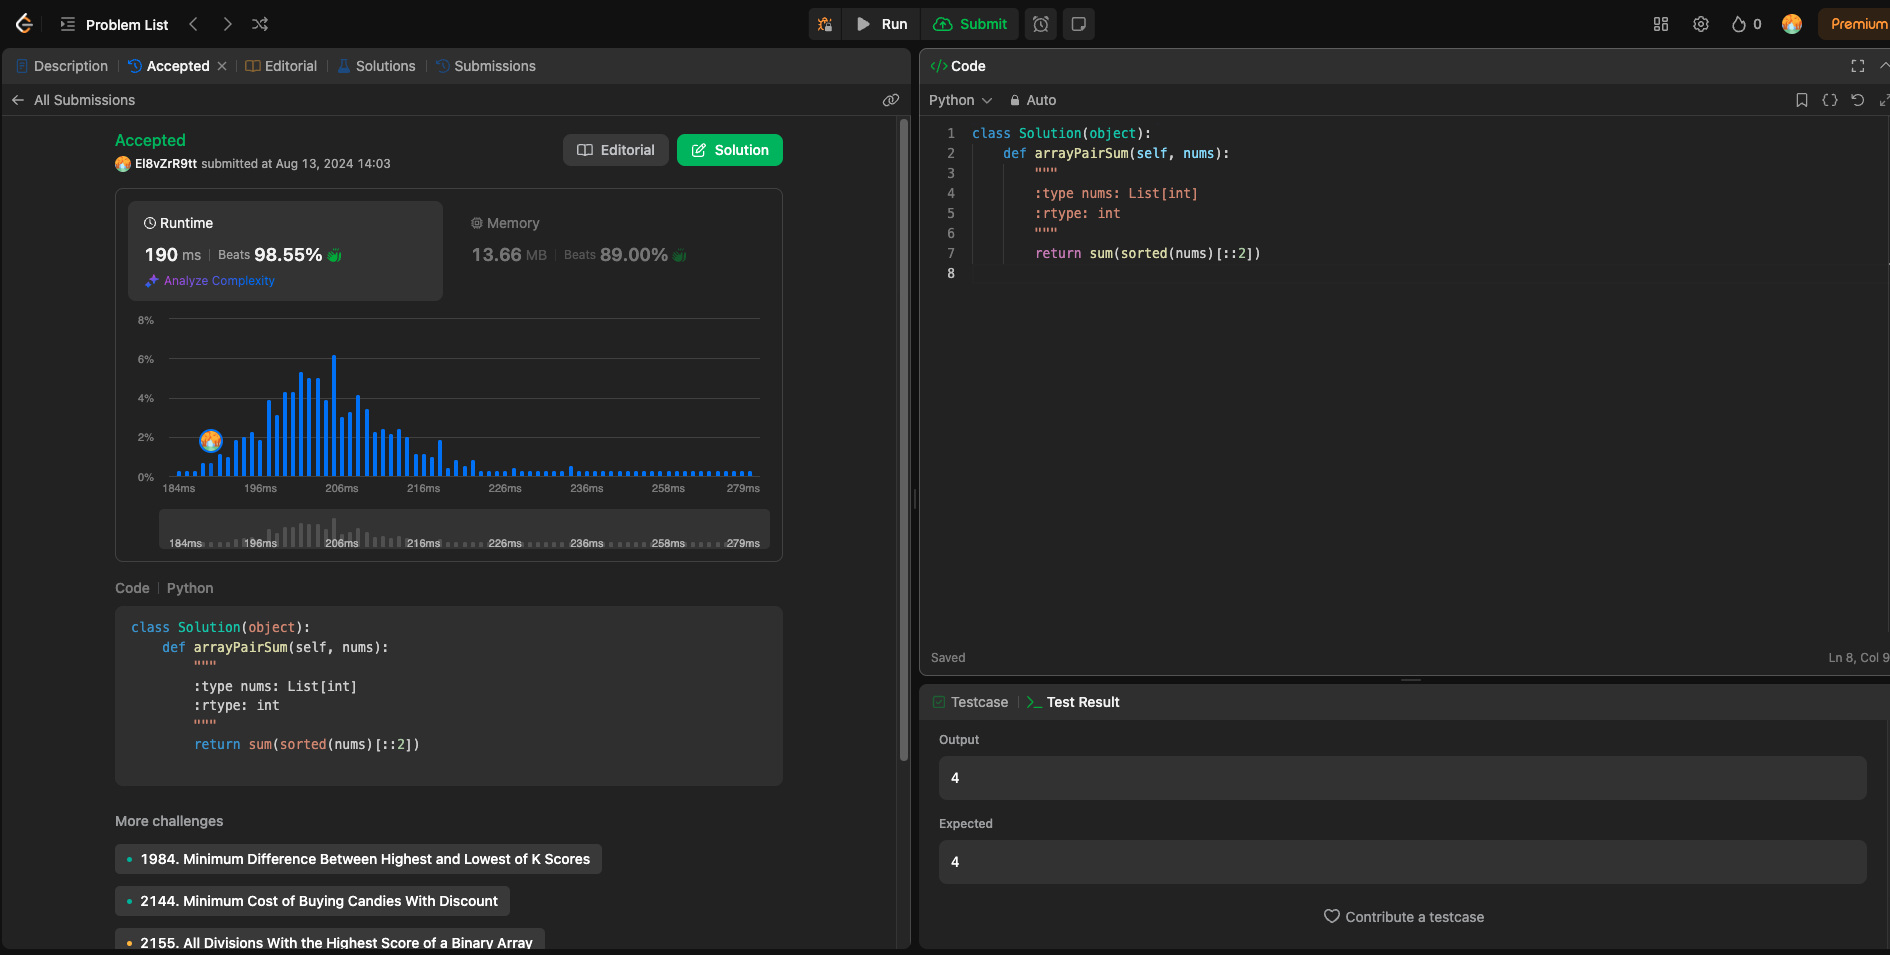 Problem List
Run
Submit
0
Premium
Description
Accepted
Editorial
Solutions
Submissions
All Submissions
Accepted
El8vZrR9tt submitted at Aug 13, 2024 14:03
Editorial
Solution
Runtime
190 ms
Beats 98.55%
Analyze Complexity
Memory
13.66 MB
Beats 89.00%
8%
6%
4%
2%
0%
184ms 196ms 206ms 216ms 226ms 236ms 258ms 279ms
184ms 196ms 206ms 216ms 226ms 236ms 258ms 279ms
Code
Python
class Solution(object):
    def arrayPairSum(self, nums):
        """
        :type nums: List[int]
        :rtype: int
        """
        return sum(sorted(nums)[::2])
More challenges
1984. Minimum Difference Between Highest and Lowest of K Scores
2144. Minimum Cost of Buying Candies With Discount
2155. All Divisions With the Highest Score of a Binary Array
</> Code
Python
Auto
1 class Solution(object):
2     def arrayPairSum(self, nums):
3         """
4         :type nums: List[int]
5         :rtype: int
6         """
7         return sum(sorted(nums)[::2])
8
Saved
Ln 8, Col 9
Testcase
>_ Test Result
Output
4
Expected
4
Contribute a testcase